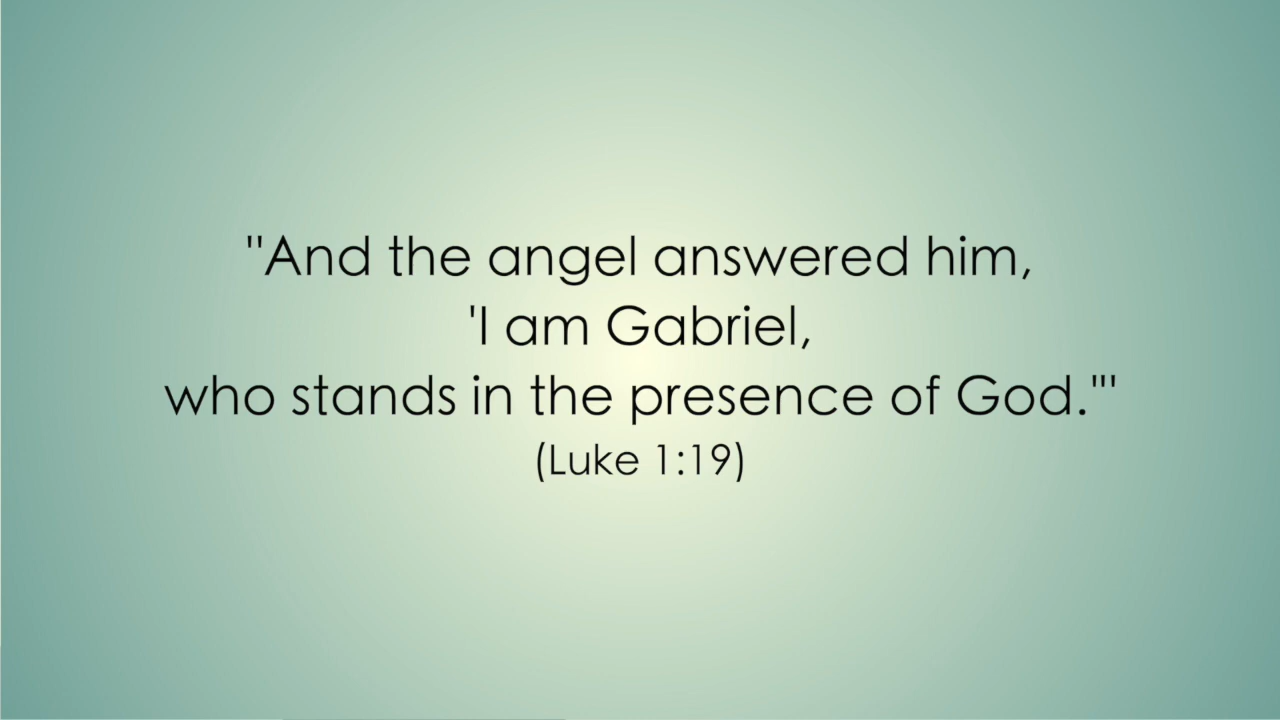 "And the angel answered him,
'I am Gabriel,
who stands in the presence of God."'
(Luke 1:19)